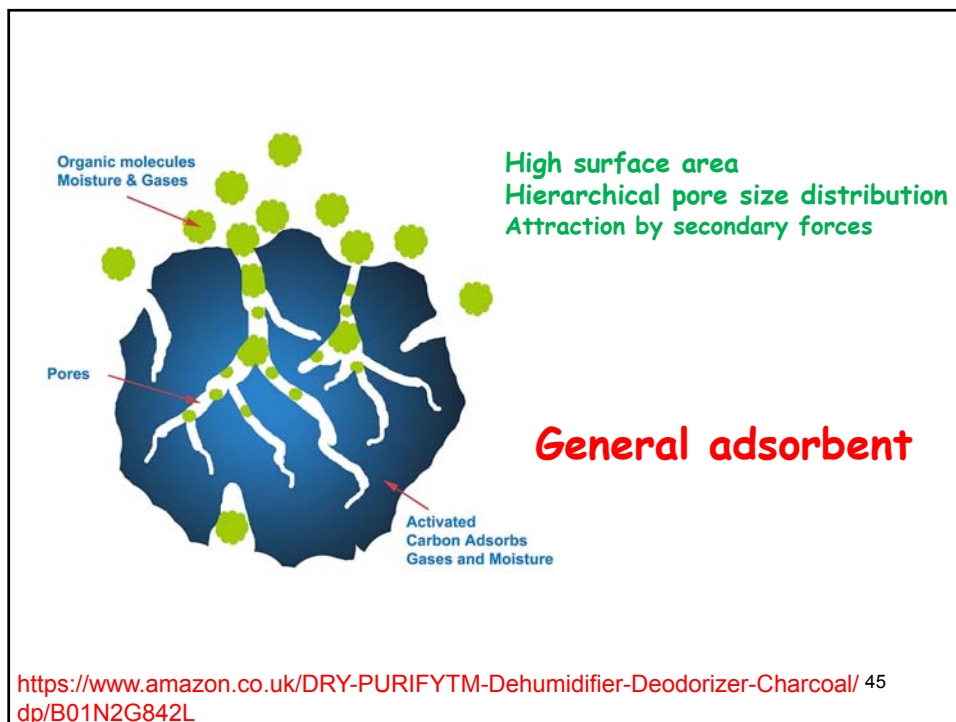 Organic molecules
Moisture & Gases
High surface area
Hierarchical pore size distribution
Attraction by secondary forces
Pores
General adsorbent
Activated
Carbon Adsorbs
Gases and Moisture
https://www.amazon.co.uk/DRY-PURIFYTM-Dehumidifier-Deodorizer-Charcoal/ 45
dp/B01N2G842L